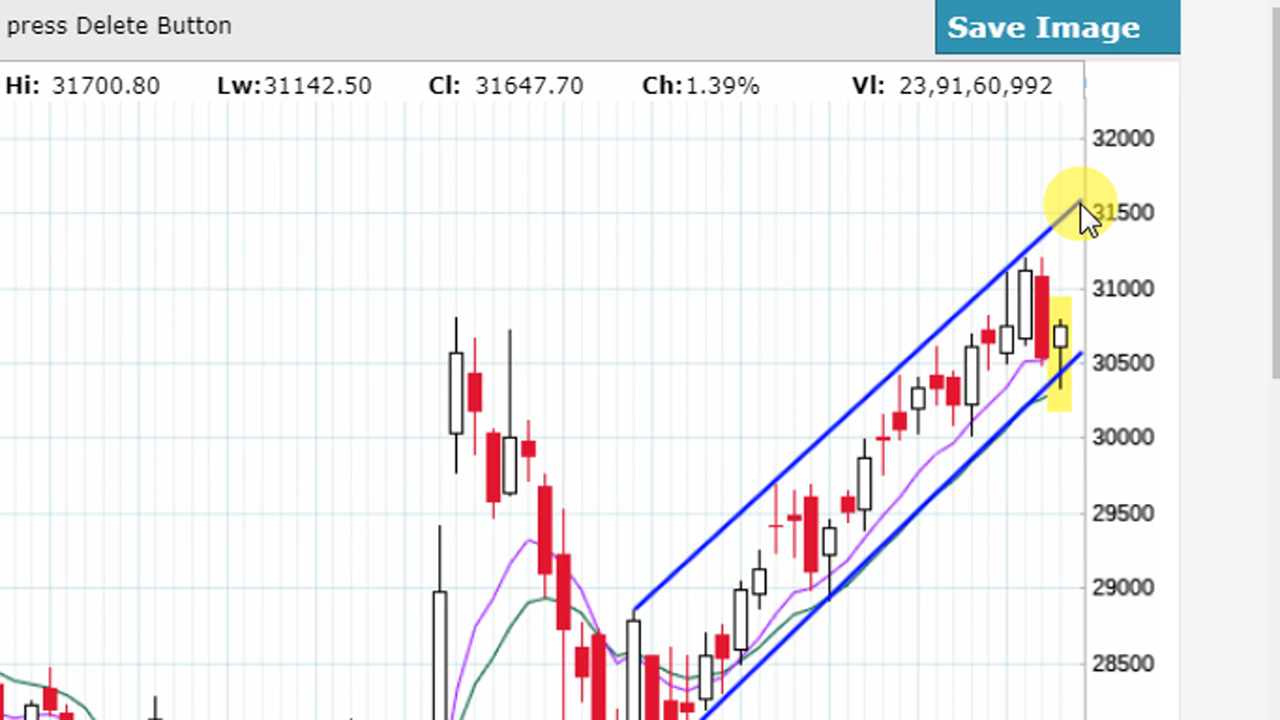 press Delete Button
Save Image
Hi: 31700.80 Lw:31142.50 Cl: 31647.70 Ch:1.39% Vl: 23,91,60,992
32000
31500
31000
30500
30000
29500
29000
28500